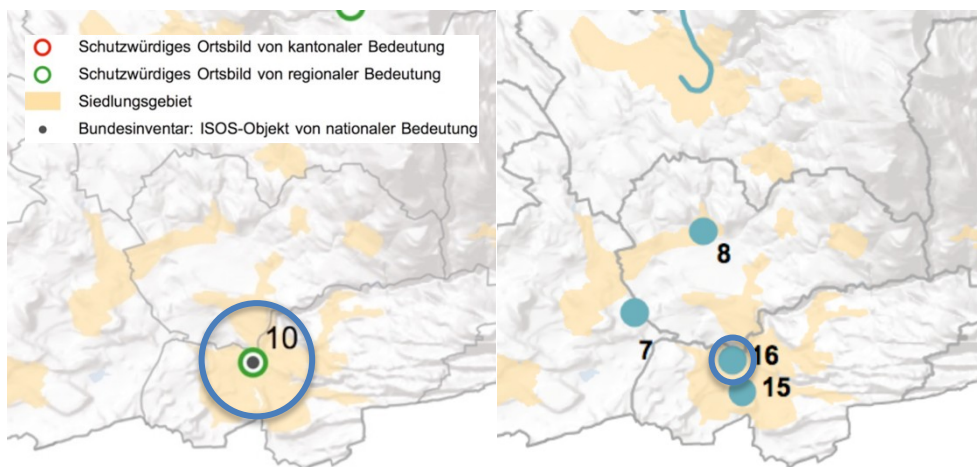 Schutzwürdiges Ortsbild von kantonaler Bedeutung
Schutzwürdiges Ortsbild von regionaler Bedeutung
Siedlungsgebiet
Bundesinventar: ISOS-Objekt von nationaler Bedeutung
10
8
7
16
15